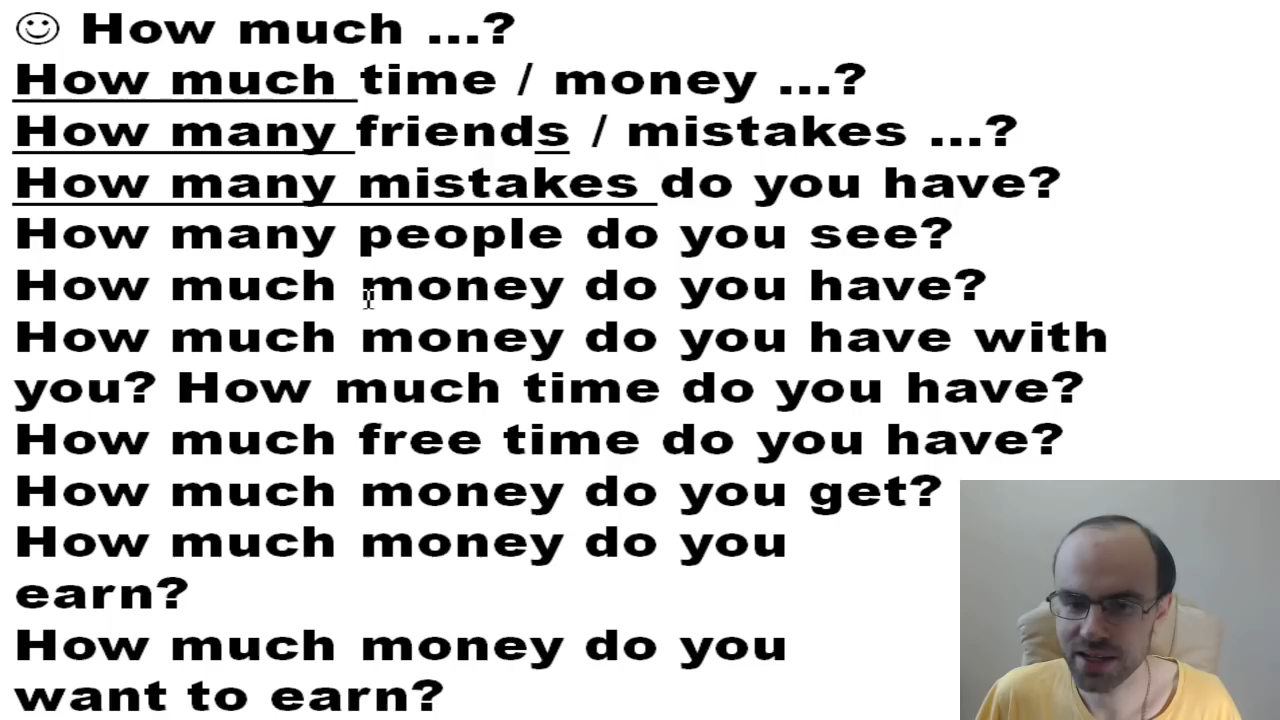 ☺ How much ...?
How much time / money ...?
How many friends / mistakes ...?
How many mistakes do you have?
How many people do you see?
How much money do you have?
How much money do you have with
you? How much time do you have?
How much free time do you have?
How much money do you get?
How much money do you
earn?
How much money do you
want to earn?